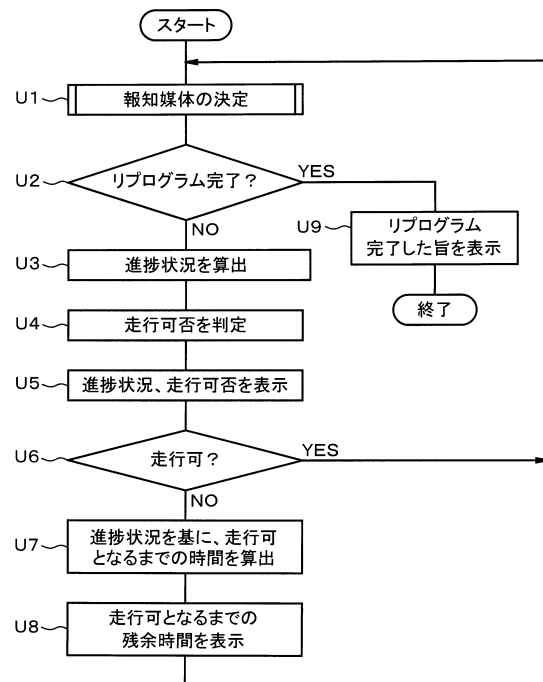 スタート
U1
報知媒体の決定
U2
リプログラム完了？
YES
NO
U9
リプログラム
完了した旨を表示
U3
進捗状況を算出
終了
U4
走行可否を判定
U5
進捗状況、走行可否を表示
U6
走行可？
YES
NO
U7
進捗状況を基に、走行可
となるまでの時間を算出
U8
走行可となるまでの
残余時間を表示